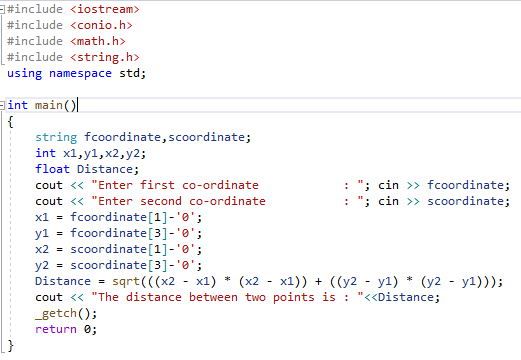 #include <iostream>
#include <conio.h>
#include <math.h>
#include <string.h>
using namespace std;
int main()
{
string fcoordinate,scoordinate;
int x1,y1,x2,y2;
float Distance;
cout << "Enter first co-ordinate            : "; cin >> fcoordinate;
cout << "Enter second co-ordinate           : "; cin >> scoordinate;
x1 = fcoordinate[1]-'0';
y1 = fcoordinate[3]-'0';
x2 = scoordinate[1]-'0';
y2 = scoordinate[3]-'0';
Distance = sqrt(((x2 - x1) * (x2 - x1)) + ((y2 - y1) * (y2 - y1)));
cout << "The distance between two points is : "<<Distance;
_getch();
return 0;
}